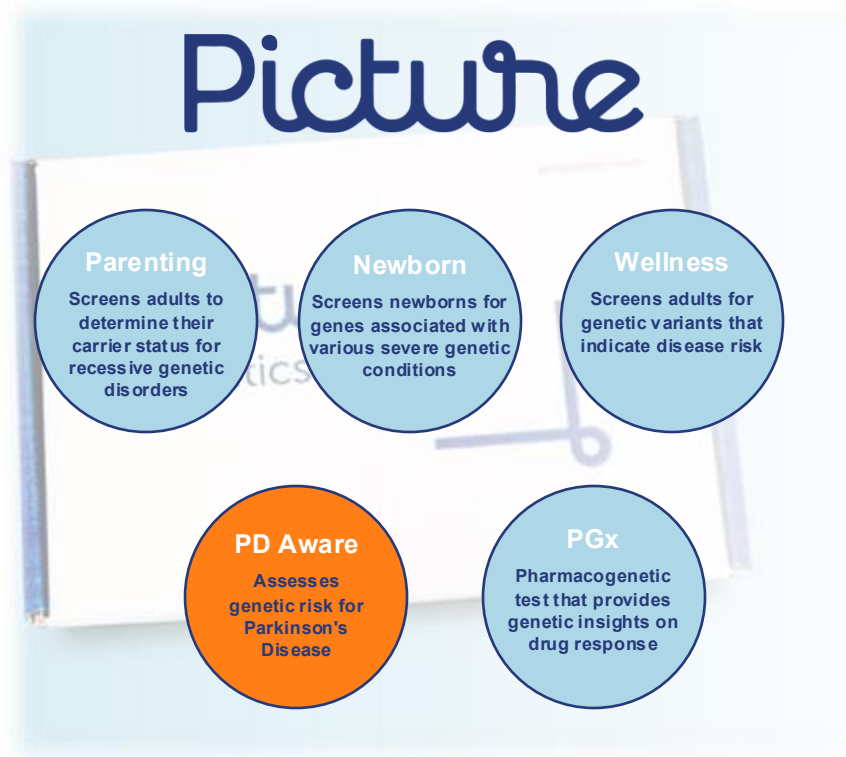 Picture
Parenting
Screens adults to
determine their
carrier status for
recessive genetic
disorders
Newborn
Screens newborns for
genes associated with
various severe genetic
conditions
Wellness
Screens adults for
genetic variants that
indicate disease risk
PD Aware
Assesses
genetic risk for
Parkinson's
Disease
PGx
Pharmacogenetic
test that provides
genetic insights on
drug response